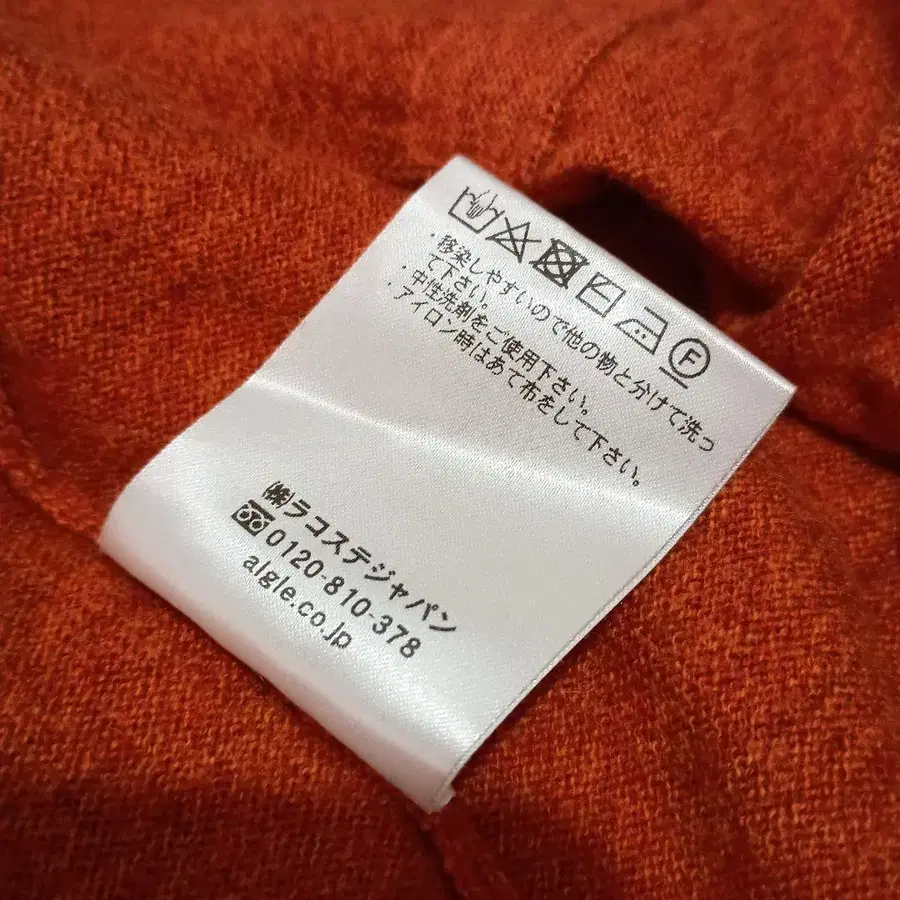 F
・移染しやすいので他の物と分けて洗っ
て下さい。
・中性洗剤をご使用下さい。
・アイロン時はあて布をして下さい。
㈱ラコステジャパン
0120-810-378
aigle.co.jp